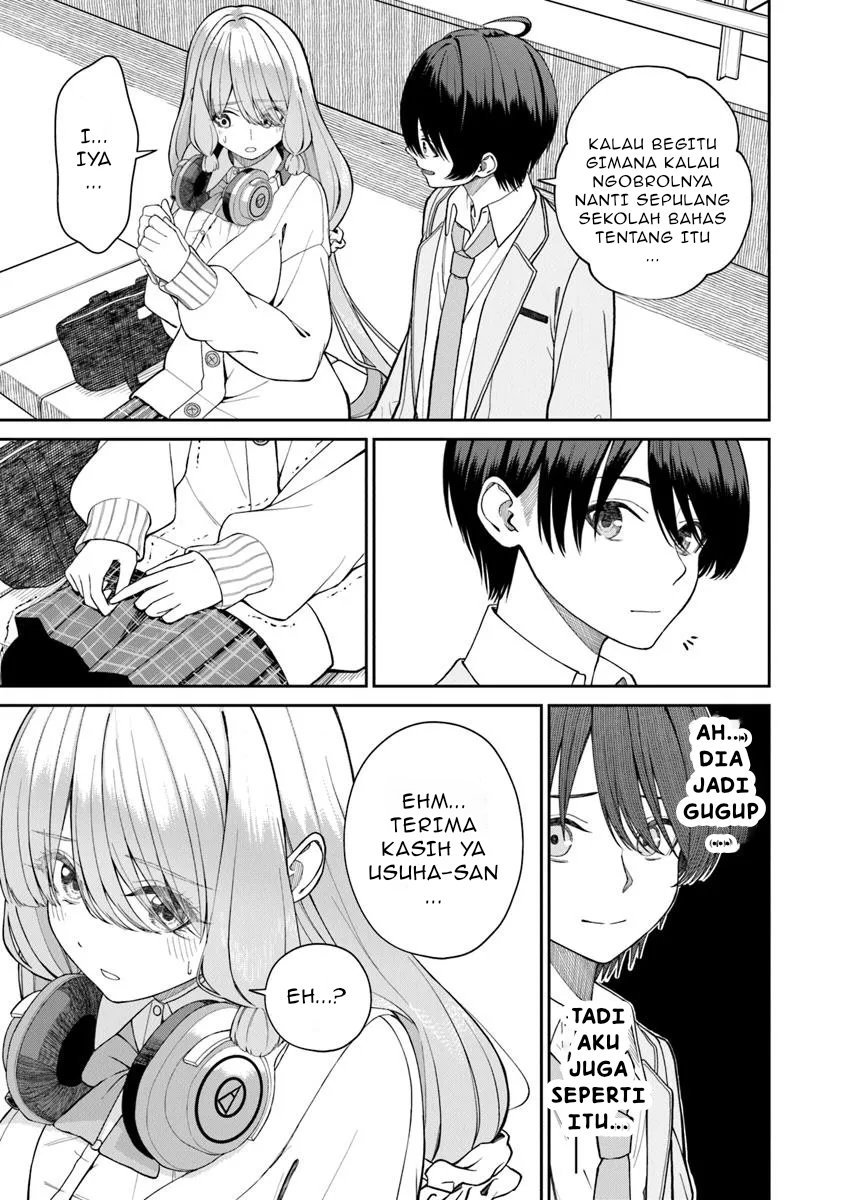 KALAU BEGITU
GIMANA KALAU
NGOBROLNYA
NANTI SEPULANG
SEKOLAH BAHAS
TENTANG ITU
...
I...
IYA
...
AH...
DIA
JADI
GUGUP
...
TADI
AKU
JUGA
SEPERTI
ITU...
EHM...
TERIMA
KASIH YA
USUHA-SAN
...
EH...?